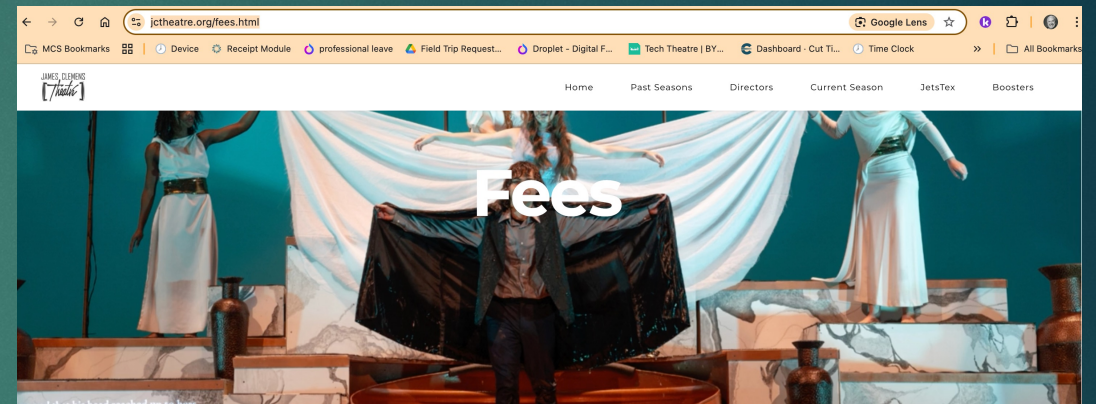 jctheatre.org/fees.html Google Lens
MCS Bookmarks Device Receipt Module professional leave Field Trip Request... Droplet - Digital F... Tech Theatre | BY... Dashboard · Cut Ti... Time Clock » All Bookmarks
JAMES CLEMENS
[Theatre] Home Past Seasons Directors Current Season JetsTex Boosters
Fees